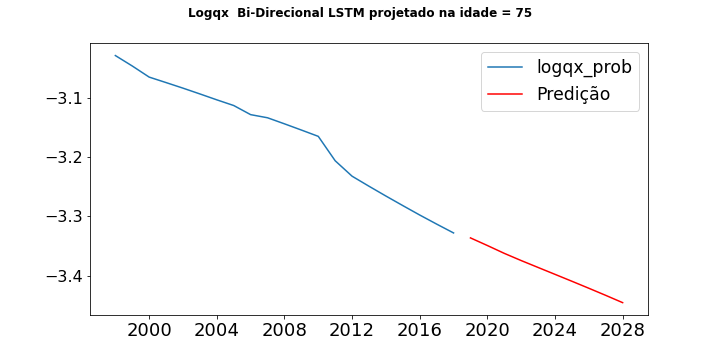 Logqx  Bi-Direcional LSTM projetado na idade = 75
logqx_prob
Predição
−3.1
−3.2
−3.3
−3.4
2000 2004 2008 2012 2016 2020 2024 2028